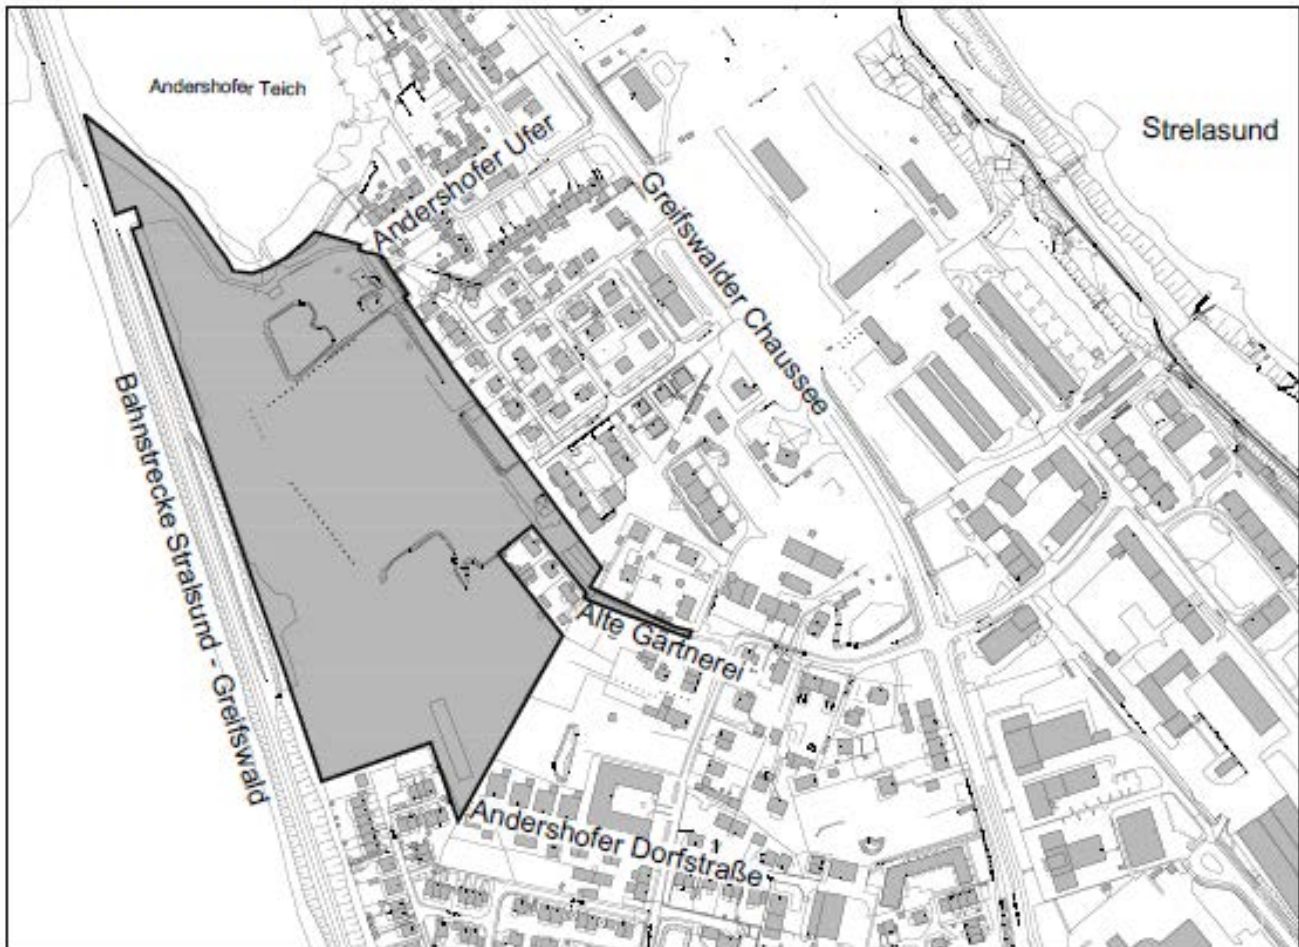 Andershofer Teich
Strelasund
Andershofer Ufer
Greifswalder Chaussee
Bahnstrecke Stralsund - Greifswald
Alte Gärtnerei
Andershofer Dorfstraße